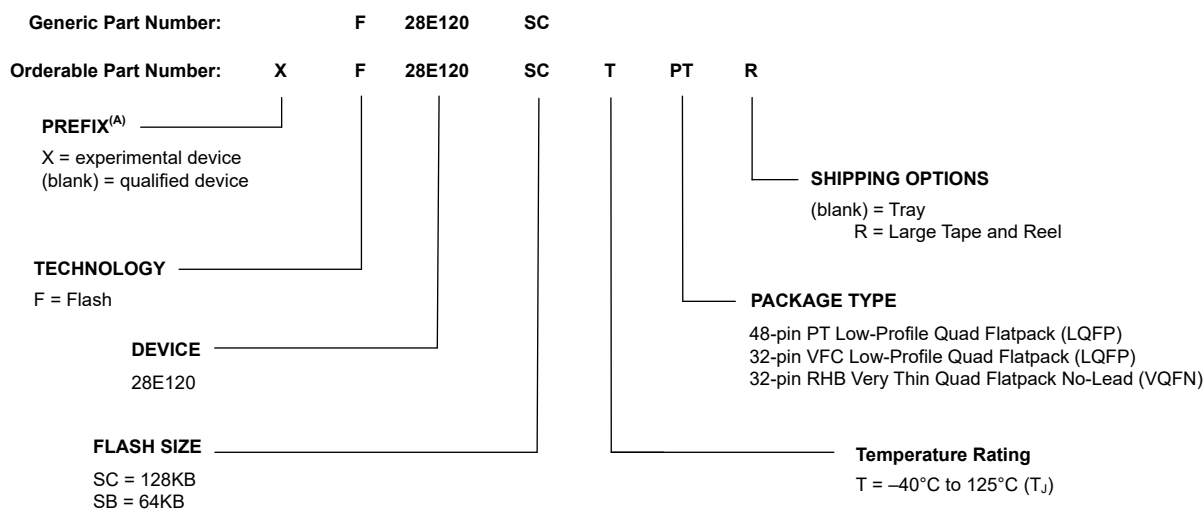 Generic Part Number: F 28E120 SC
Orderable Part Number: X F 28E120 SC T PT R
PREFIX(A)
X = experimental device
(blank) = qualified device
SHIPPING OPTIONS
(blank) = Tray
R = Large Tape and Reel
TECHNOLOGY
F = Flash
PACKAGE TYPE
48-pin PT Low-Profile Quad Flatpack (LQFP)
32-pin VFC Low-Profile Quad Flatpack (LQFP)
32-pin RHB Very Thin Quad Flatpack No-Lead (VQFN)
DEVICE
28E120
FLASH SIZE
SC = 128KB
SB = 64KB
Temperature Rating
T = –40°C to 125°C (TJ)